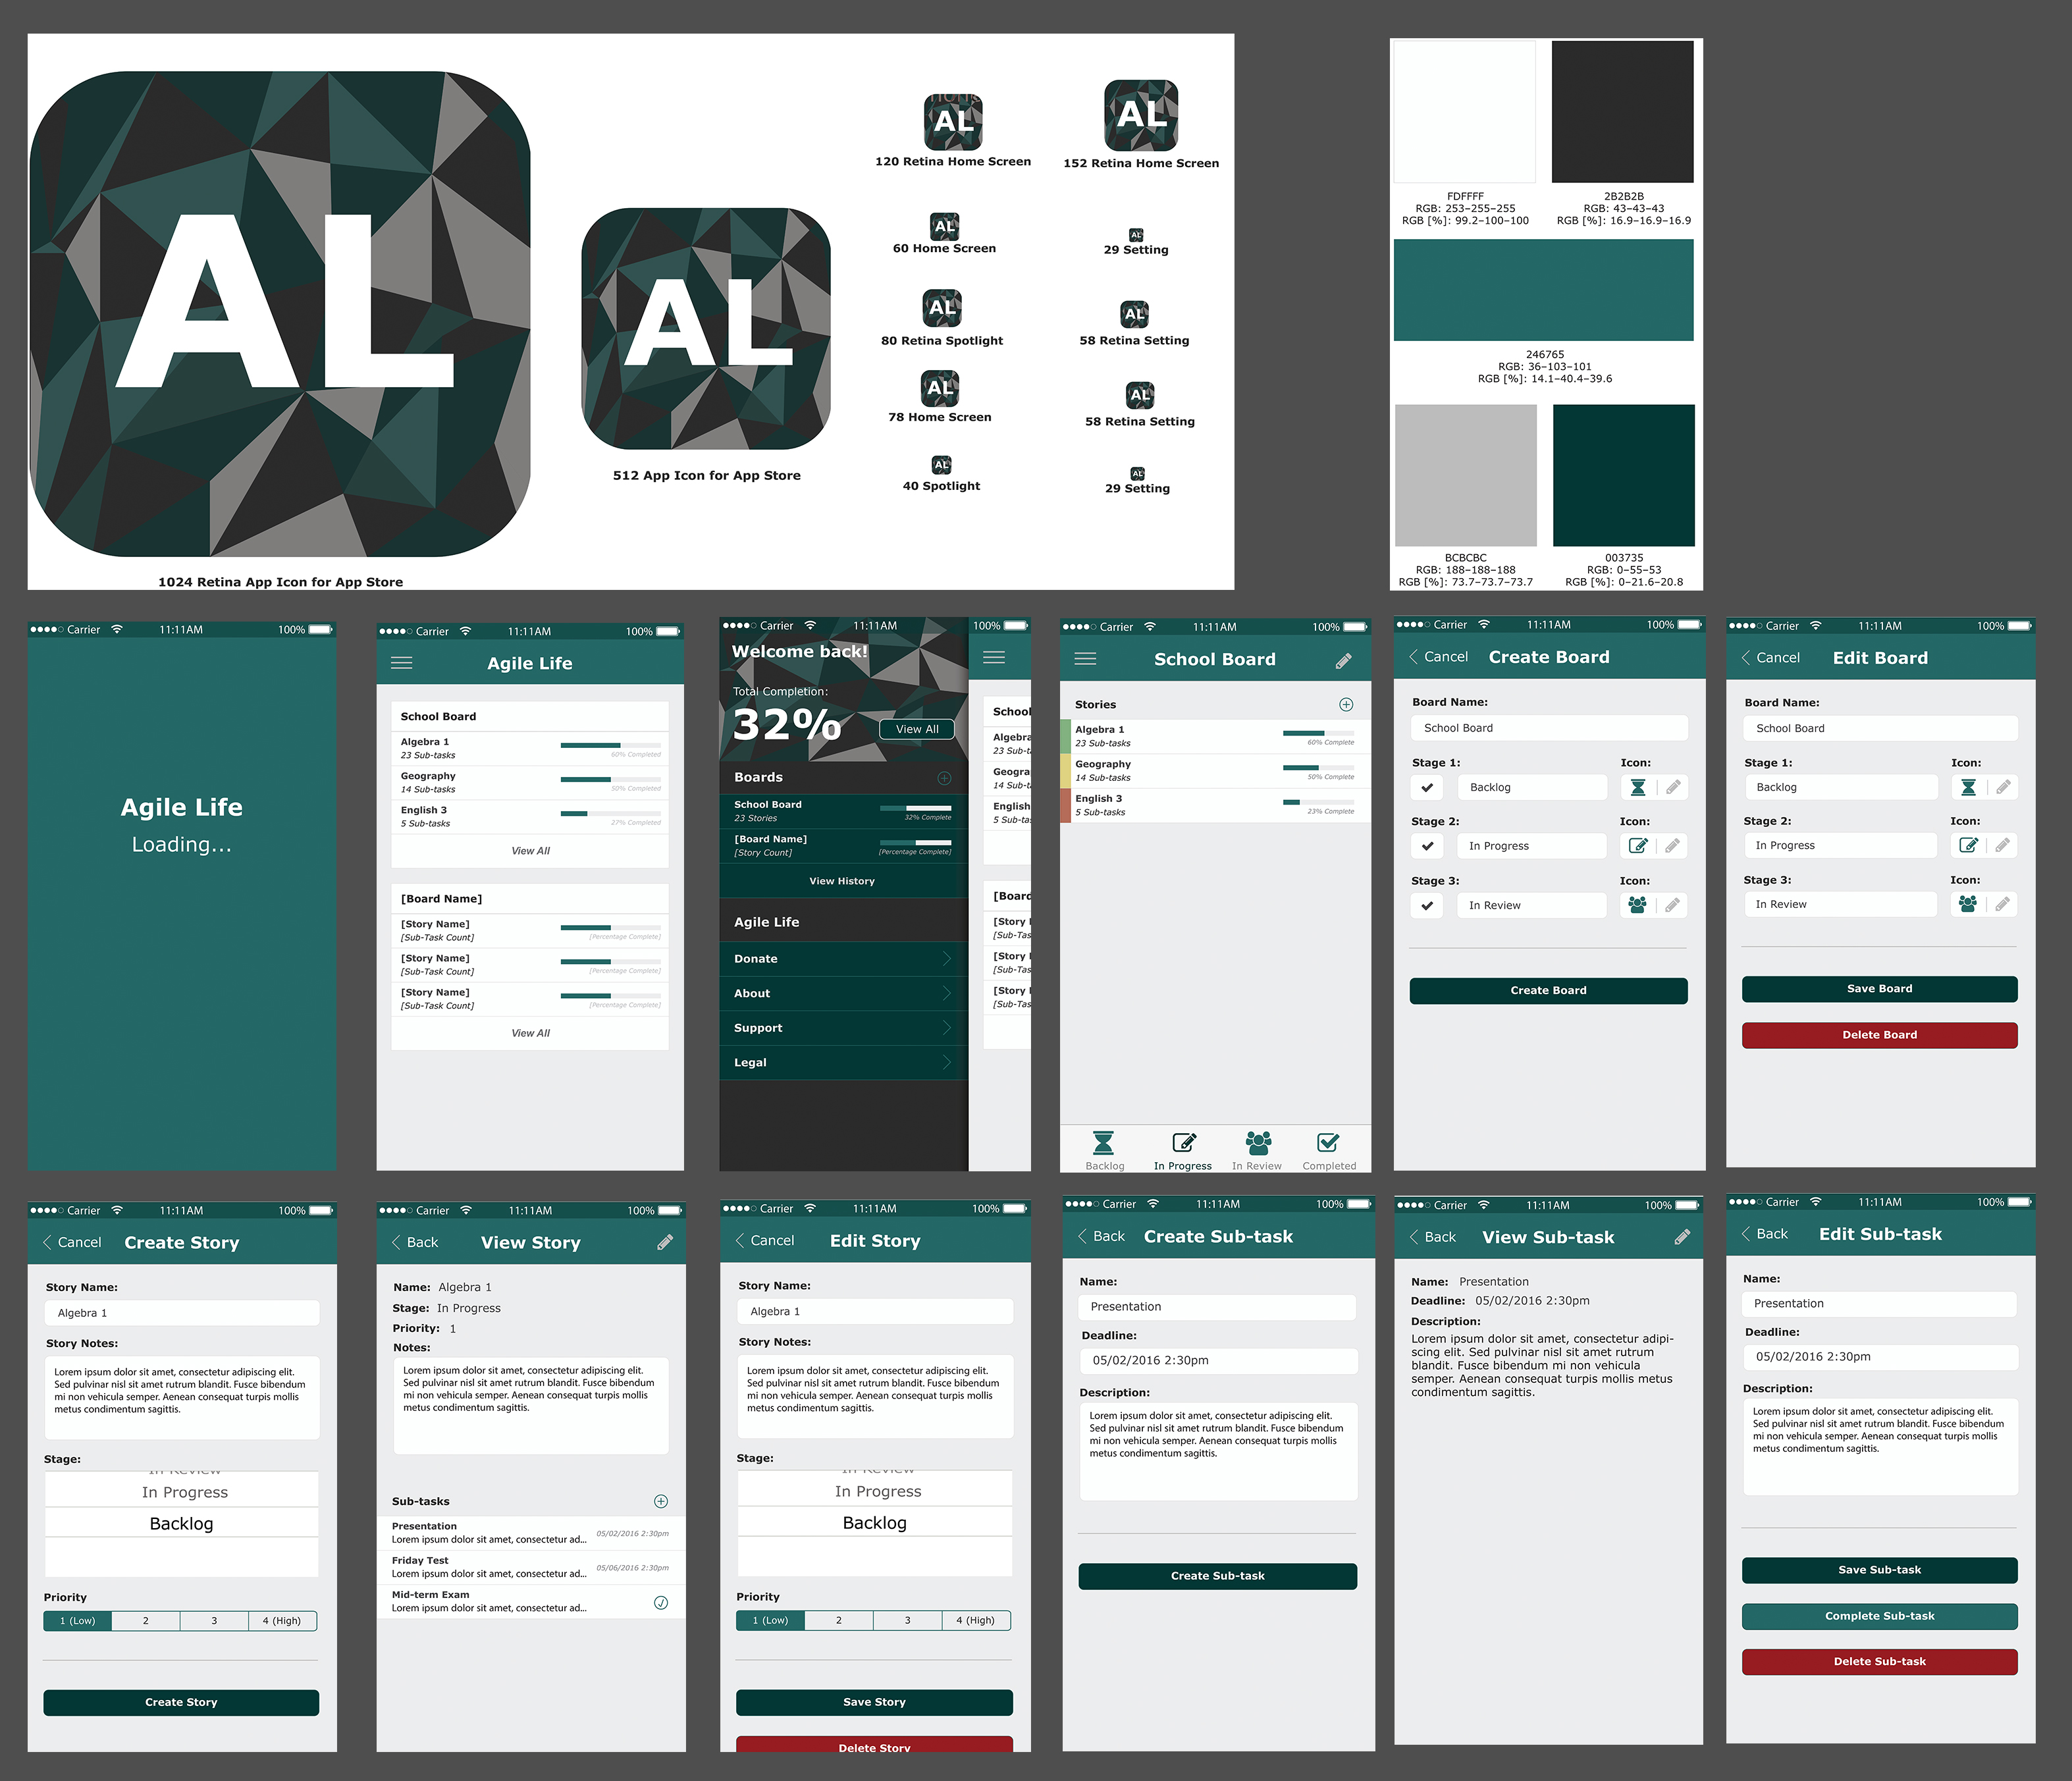 AL
1024 Retina App Icon for App Store
AL
512 App Icon for App Store
AL
120 Retina Home Screen
AL
152 Retina Home Screen
AL
60 Home Screen
AL
29 Setting
AL
80 Retina Spotlight
AL
58 Retina Setting
AL
78 Home Screen
AL
58 Retina Setting
AL
40 Spotlight
AL
29 Setting
FDFFFF
RGB: 253-255-255
RGB [%]: 99.2-100-100
2B2B2B
RGB: 43-43-43
RGB [%]: 16.9-16.9-16.9
246765
RGB: 36-103-101
RGB [%]: 14.1-40.4-39.6
BCBCBC
RGB: 188-188-188
RGB [%]: 73.7-73.7-73.7
003735
RGB: 0-55-53
RGB [%]: 0-21.6-20.8
Carrier 11:11AM 100%
Agile Life
Loading...
Carrier 11:11AM 100%
Agile Life
School Board
Algebra 1
23 Sub-tasks
60% Completed
Geography
14 Sub-tasks
50% Completed
English 3
5 Sub-tasks
27% Completed
View All
[Board Name]
[Story Name]
[Sub-Task Count]
[Percentage Complete]
[Story Name]
[Sub-Task Count]
[Percentage Complete]
[Story Name]
[Sub-Task Count]
[Percentage Complete]
View All
Carrier 11:11AM 100%
Welcome back!
Total Completion:
32%
View All
Boards
School Board
23 Stories
32% Complete
[Board Name]
[Story Count]
[Percentage Complete]
View History
Agile Life
Donate
About
Support
Legal
100%
School
Algebra
23 Sub-ta
Geogra
14 Sub-ta
English
5 Sub-tas
[Board
[Story I
[Sub-Tas
[Story I
[Sub-Tas
[Story I
[Sub-Tas
Carrier 11:11AM 100%
School Board
Stories
Algebra 1
23 Sub-tasks
60% Complete
Geography
14 Sub-tasks
50% Complete
English 3
5 Sub-tasks
23% Complete
Backlog In Progress In Review Completed
Carrier 11:11AM 100%
Cancel Create Board
Board Name:
School Board
Stage 1: Icon:
Backlog
Stage 2: Icon:
In Progress
Stage 3: Icon:
In Review
Create Board
Carrier 11:11AM 100%
Cancel Edit Board
Board Name:
School Board
Stage 1: Icon:
Backlog
Stage 2: Icon:
In Progress
Stage 3: Icon:
In Review
Save Board
Delete Board
Carrier 11:11AM 100%
Cancel Create Story
Story Name:
Algebra 1
Story Notes:
Lorem ipsum dolor sit amet, consectetur adipiscing elit.
Sed pulvinar nisl sit amet rutrum blandit. Fusce bibendum
mi non vehicula semper. Aenean consequat turpis mollis
metus condimentum sagittis.
Stage:
In Review
In Progress
Backlog
Priority
1 (Low) 2 3 4 (High)
Create Story
Carrier 11:11AM 100%
Back View Story
Name: Algebra 1
Stage: In Progress
Priority: 1
Notes:
Lorem ipsum dolor sit amet, consectetur adipiscing elit.
Sed pulvinar nisl sit amet rutrum blandit. Fusce bibendum
mi non vehicula semper. Aenean consequat turpis mollis
metus condimentum sagittis.
Sub-tasks
Presentation
Lorem ipsum dolor sit amet, consectetur ad...
05/02/2016 2:30pm
Friday Test
Lorem ipsum dolor sit amet, consectetur ad...
05/06/2016 2:30pm
Mid-term Exam
Lorem ipsum dolor sit amet, consectetur ad...
Carrier 11:11AM 100%
Cancel Edit Story
Story Name:
Algebra 1
Story Notes:
Lorem ipsum dolor sit amet, consectetur adipiscing elit.
Sed pulvinar nisl sit amet rutrum blandit. Fusce bibendum
mi non vehicula semper. Aenean consequat turpis mollis
metus condimentum sagittis.
Stage:
In Review
In Progress
Backlog
Priority
1 (Low) 2 3 4 (High)
Save Story
Delete Story
Carrier 11:11AM 100%
Back Create Sub-task
Name:
Presentation
Deadline:
05/02/2016 2:30pm
Description:
Lorem ipsum dolor sit amet, consectetur adipiscing elit.
Sed pulvinar nisl sit amet rutrum blandit. Fusce bibendum
mi non vehicula semper. Aenean consequat turpis mollis
metus condimentum sagittis.
Create Sub-task
Carrier 11:11AM 100%
Back View Sub-task
Name: Presentation
Deadline: 05/02/2016 2:30pm
Description:
Lorem ipsum dolor sit amet, consectetur adipi-
scing elit. Sed pulvinar nisl sit amet rutrum
blandit. Fusce bibendum mi non vehicula
semper. Aenean consequat turpis mollis metus
condimentum sagittis.
Carrier 11:11AM 100%
Back Edit Sub-task
Name:
Presentation
Deadline:
05/02/2016 2:30pm
Description:
Lorem ipsum dolor sit amet, consectetur adipiscing elit.
Sed pulvinar nisl sit amet rutrum blandit. Fusce bibendum
mi non vehicula semper. Aenean consequat turpis mollis
metus condimentum sagittis.
Save Sub-task
Complete Sub-task
Delete Sub-task